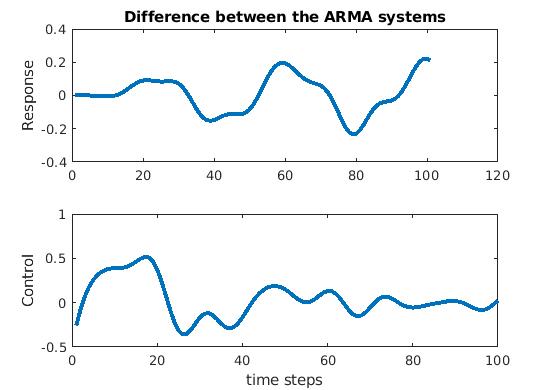 Difference between the ARMA systems
0.4
0.2
0
-0.2
-0.4
Response
0 20 40 60 80 100 120
1
0.5
0
-0.5
Control
0 20 40 60 80 100
time steps